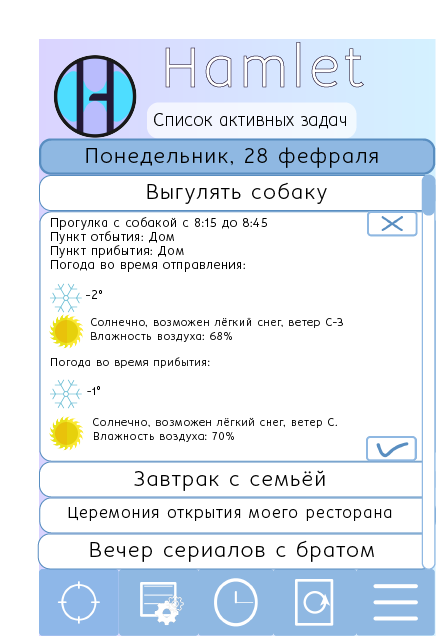 Hamlet
Список активных задач
Понедельник, 28 фефраля
Выгулять собаку
Прогулка с собакой с 8:15 до 8:45
Пункт отбытия: Дом
Пункт прибытия: Дом
Погода во время отправления:
-2°
Солнечно, возможен лёгкий снег, ветер С-З
Влажность воздуха: 68%
Погода во время прибытия:
-1°
Солнечно, возможен лёгкий снег, ветер С.
Влажность воздуха: 70%
Завтрак с семьёй
Церемония открытия моего ресторана
Вечер сериалов с братом